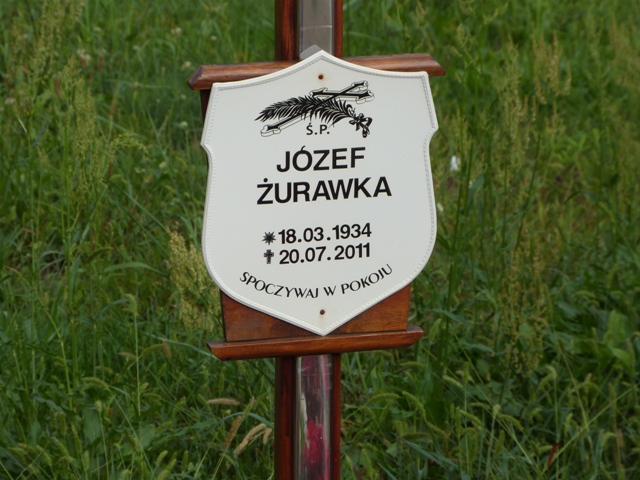 Ś.P.
JÓZEF
ŻURAWKA
✷ 18.03.1934
✝ 20.07.2011
SPOCZYWAJ W POKOJU